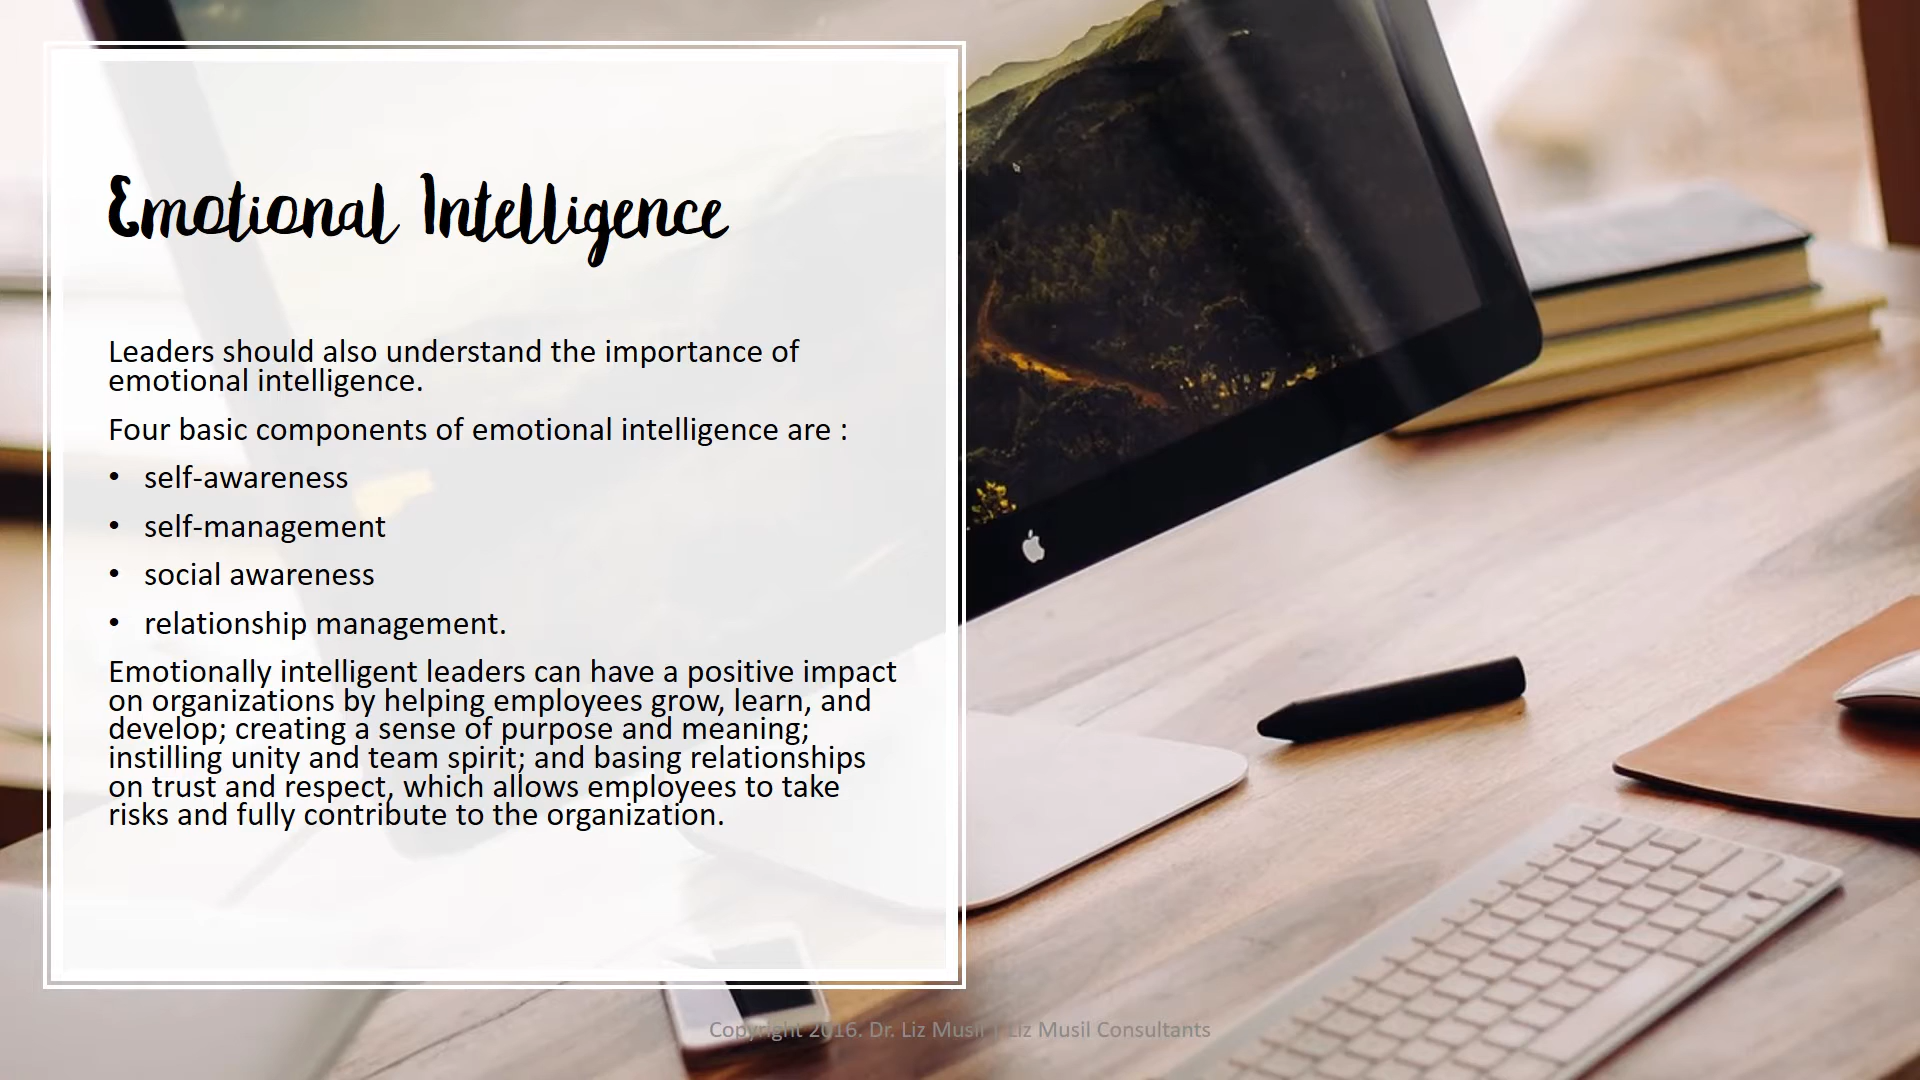 Emotional Intelligence
Leaders should also understand the importance of
emotional intelligence.
Four basic components of emotional intelligence are :
• self-awareness
• self-management
• social awareness
• relationship management.
Emotionally intelligent leaders can have a positive impact
on organizations by helping employees grow, learn, and
develop; creating a sense of purpose and meaning;
instilling unity and team spirit; and basing relationships
on trust and respect, which allows employees to take
risks and fully contribute to the organization.
Copyright 2016. Dr. Liz Musil | Liz Musil Consultants